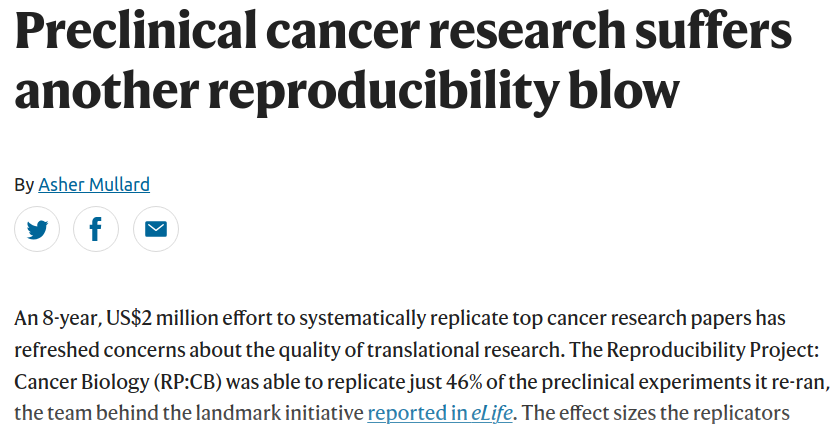 Preclinical cancer research suffers
another reproducibility blow
By Asher Mullard
An 8-year, US$2 million effort to systematically replicate top cancer research papers has
refreshed concerns about the quality of translational research. The Reproducibility Project:
Cancer Biology (RP:CB) was able to replicate just 46% of the preclinical experiments it re-ran,
the team behind the landmark initiative reported in eLife. The effect sizes the replicators